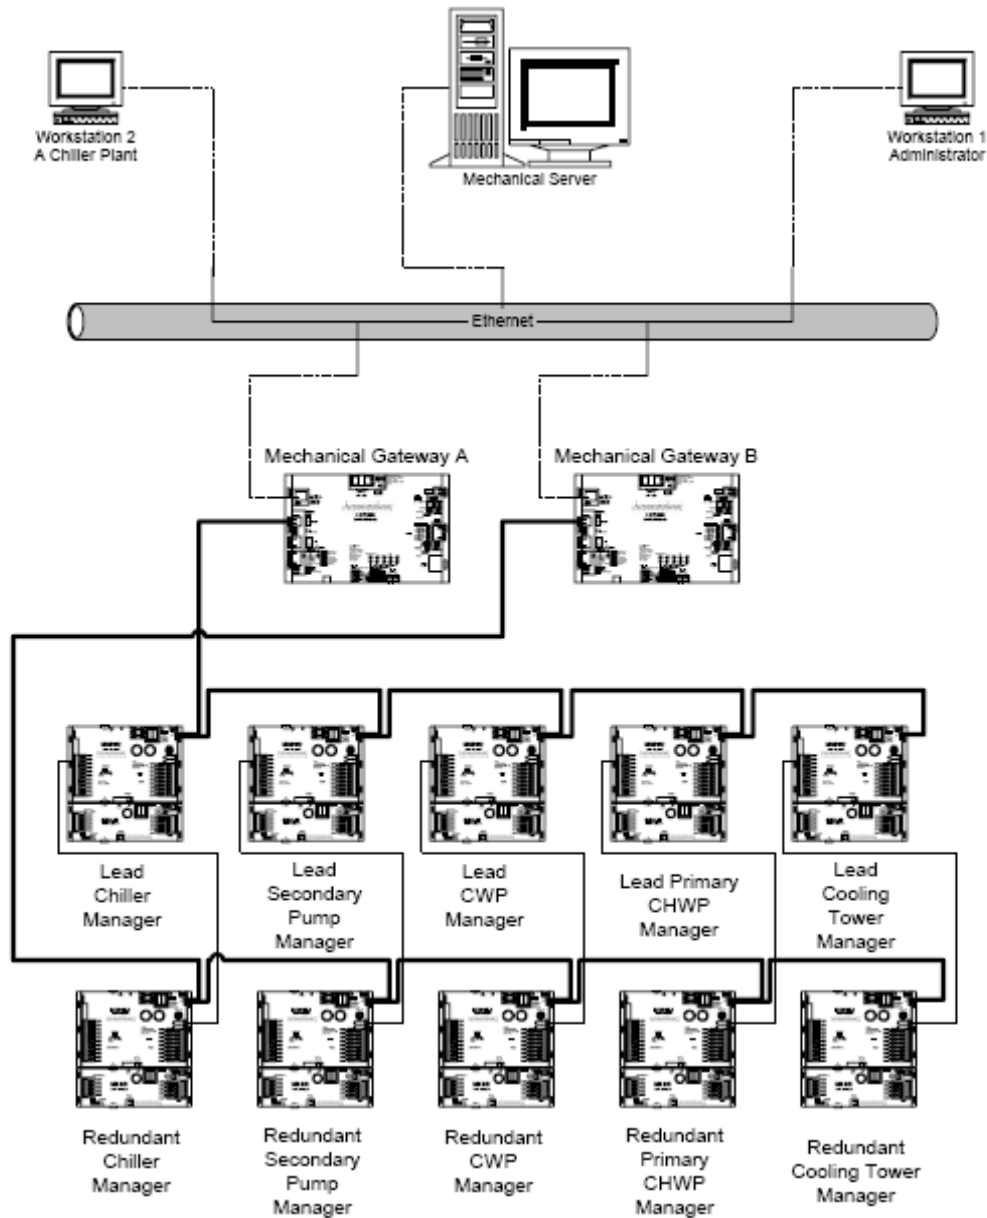 Workstation 2
A Chiller Plant
Mechanical Server
Workstation 1
Administrator
Ethernet
Mechanical Gateway A
Mechanical Gateway B
Lead
Chiller
Manager
Lead
Secondary
Pump
Manager
Lead
CWP
Manager
Lead Primary
CHWP
Manager
Lead
Cooling
Tower
Manager
Redundant
Chiller
Manager
Redundant
Secondary
Pump
Manager
Redundant
CWP
Manager
Redundant
Primary
CHWP
Manager
Redundant
Cooling Tower
Manager